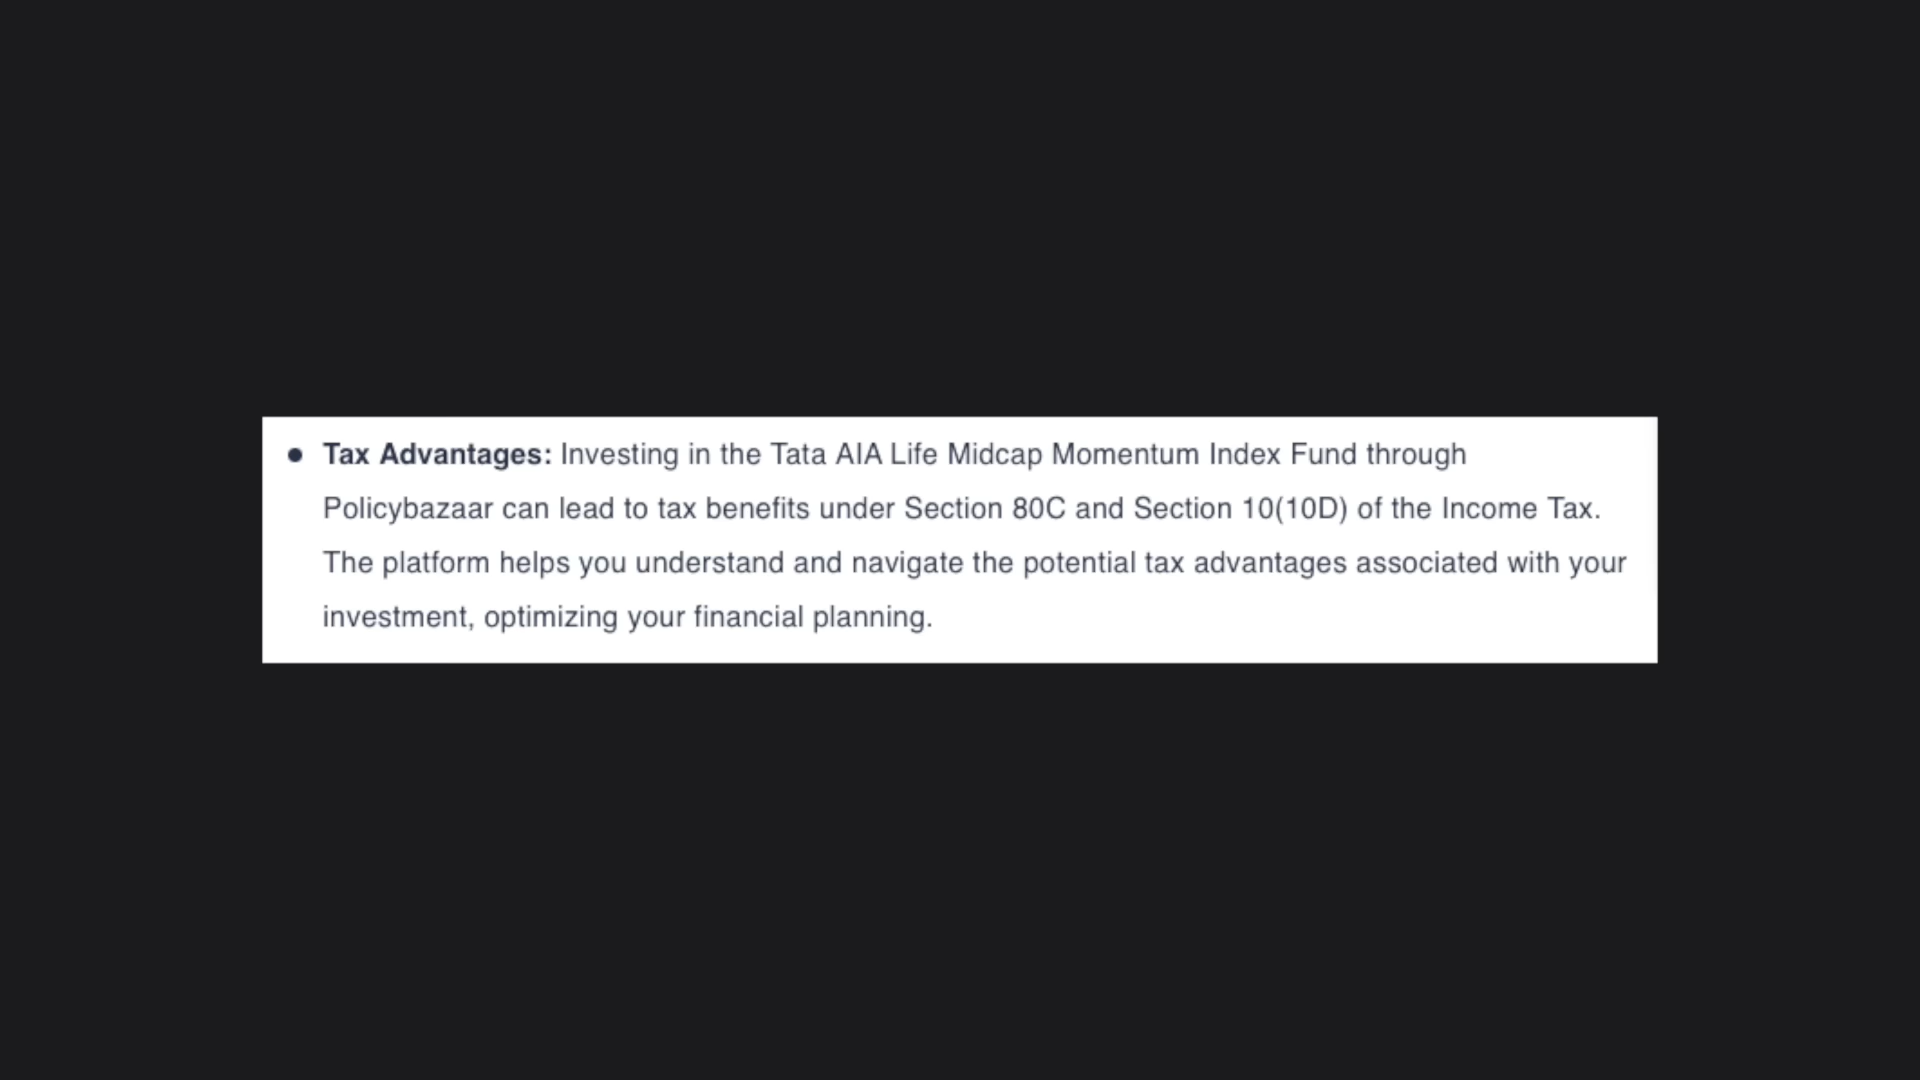 • Tax Advantages: Investing in the Tata AIA Life Midcap Momentum Index Fund through
Policybazaar can lead to tax benefits under Section 80C and Section 10(10D) of the Income Tax.
The platform helps you understand and navigate the potential tax advantages associated with your
investment, optimizing your financial planning.